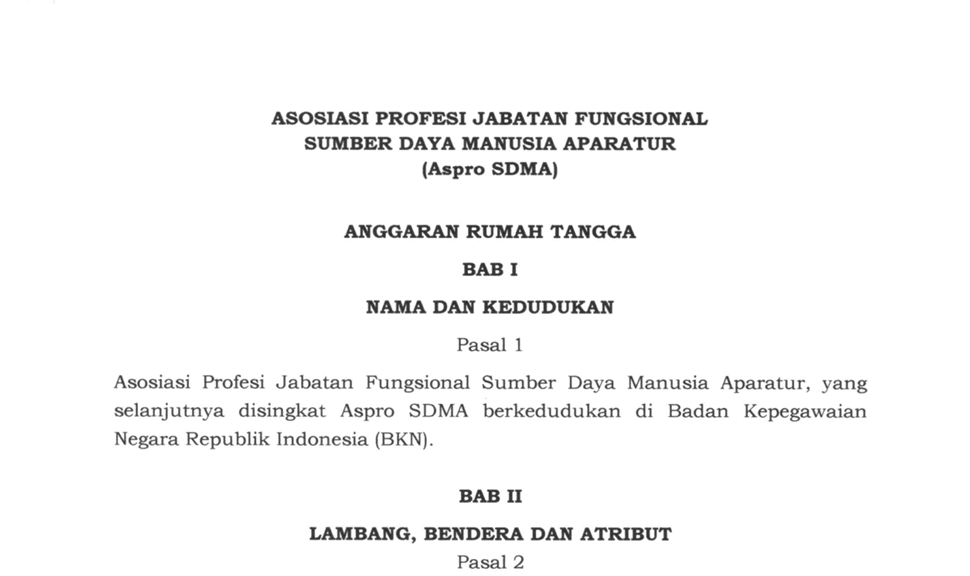 ASOSIASI PROFESI JABATAN FUNGSIONAL
SUMBER DAYA MANUSIA APARATUR
(Aspro SDMA)
ANGGARAN RUMAH TANGGA
BAB I
NAMA DAN KEDUDUKAN
Pasal 1
Asosiasi Profesi Jabatan Fungsional Sumber Daya Manusia Aparatur, yang
selanjutnya disingkat Aspro SDMA berkedudukan di Badan Kepegawaian
Negara Republik Indonesia (BKN).
BAB II
LAMBANG, BENDERA DAN ATRIBUT
Pasal 2